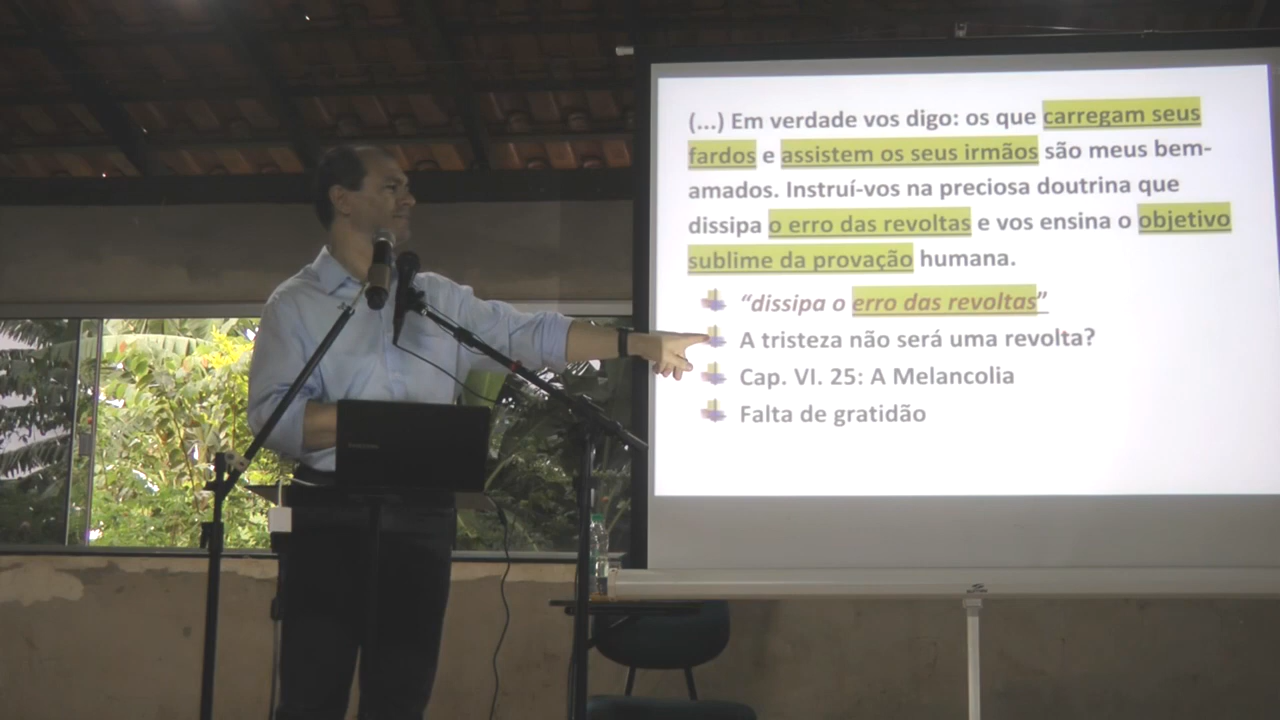 (...) Em verdade vos digo: os que carregam seus
fardos e assistem os seus irmãos são meus bem-
amados. Instruí-vos na preciosa doutrina que
dissipa o erro das revoltas e vos ensina o objetivo
sublime da provação humana.
“dissipa o erro das revoltas”
A tristeza não será uma revolta?
Cap. VI. 25: A Melancolia
Falta de gratidão